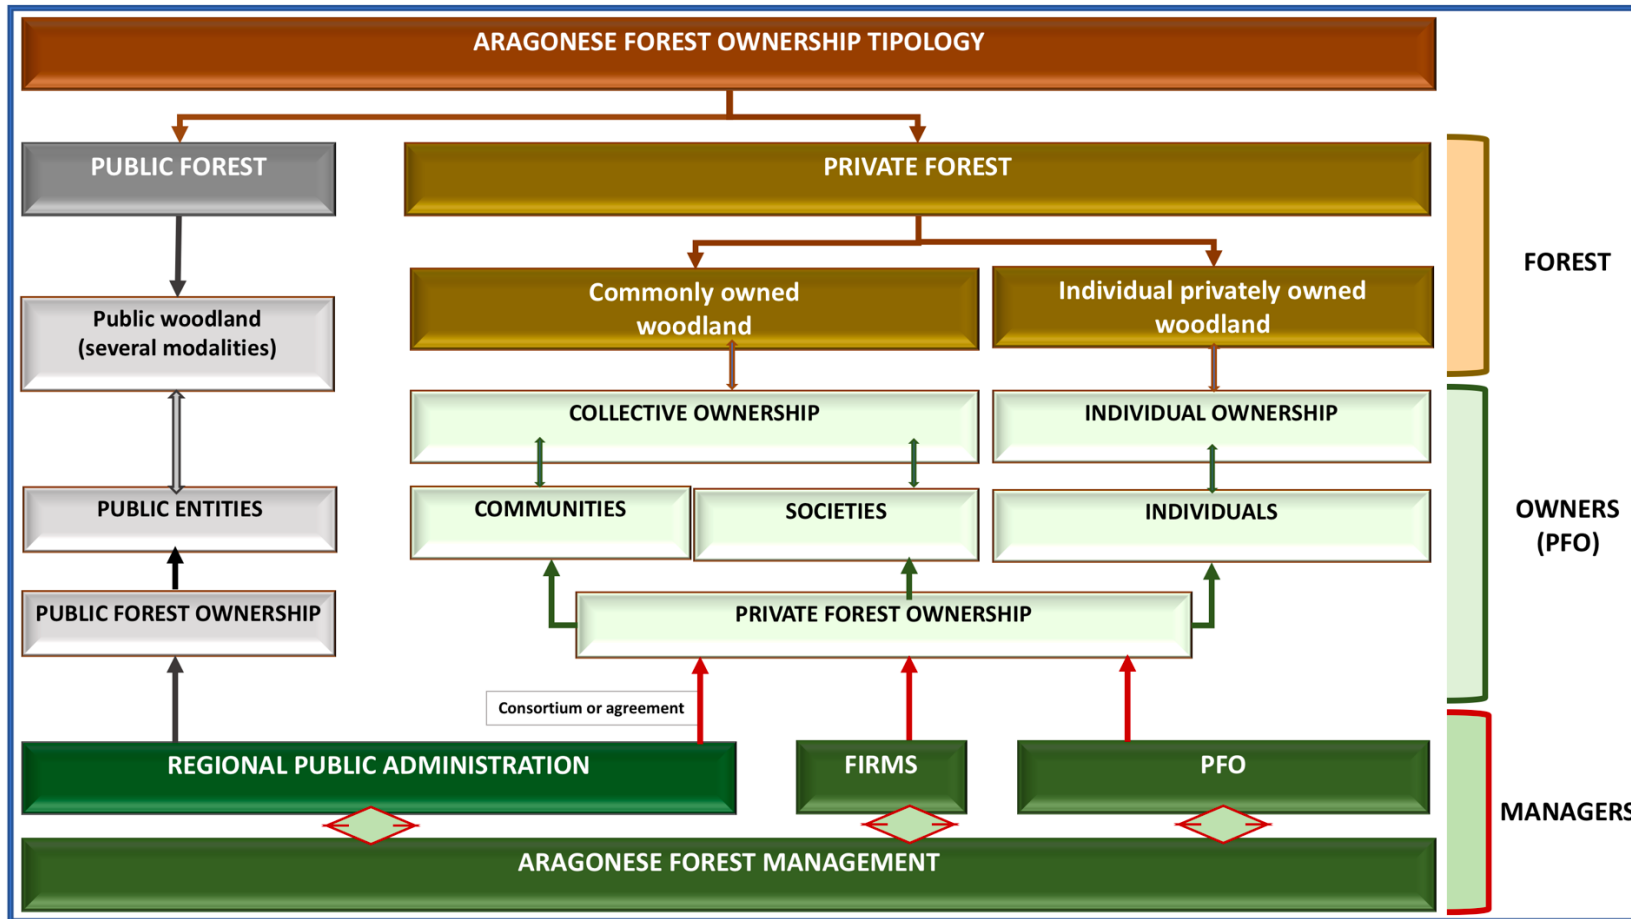 ARAGONESE FOREST OWNERSHIP TIPOLOGY
PUBLIC FOREST
PRIVATE FOREST
FOREST
Commonly owned
woodland
Individual privately owned
woodland
Public woodland
(several modalities)
COLLECTIVE OWNERSHIP
INDIVIDUAL OWNERSHIP
PUBLIC ENTITIES
COMMUNITIES
SOCIETIES
INDIVIDUALS
OWNERS
(PFO)
PUBLIC FOREST OWNERSHIP
PRIVATE FOREST OWNERSHIP
Consortium or agreement
REGIONAL PUBLIC ADMINISTRATION
FIRMS
PFO
MANAGERS
ARAGONESE FOREST MANAGEMENT